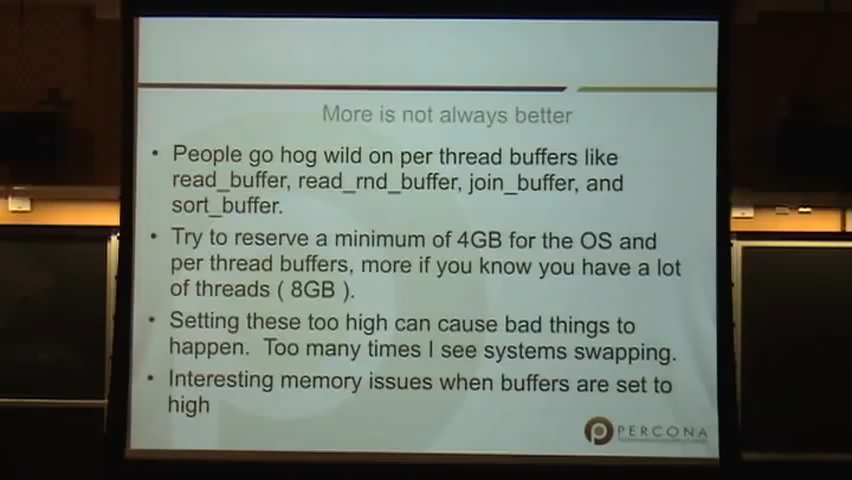 More is not always better
• People go hog wild on per thread buffers like
read_buffer, read_rnd_buffer, join_buffer, and
sort_buffer.
• Try to reserve a minimum of 4GB for the OS and
per thread buffers, more if you know you have a lot
of threads ( 8GB ).
• Setting these too high can cause bad things to
happen.  Too many times I see systems swapping.
• Interesting memory issues when buffers are set to
high
PERCONA